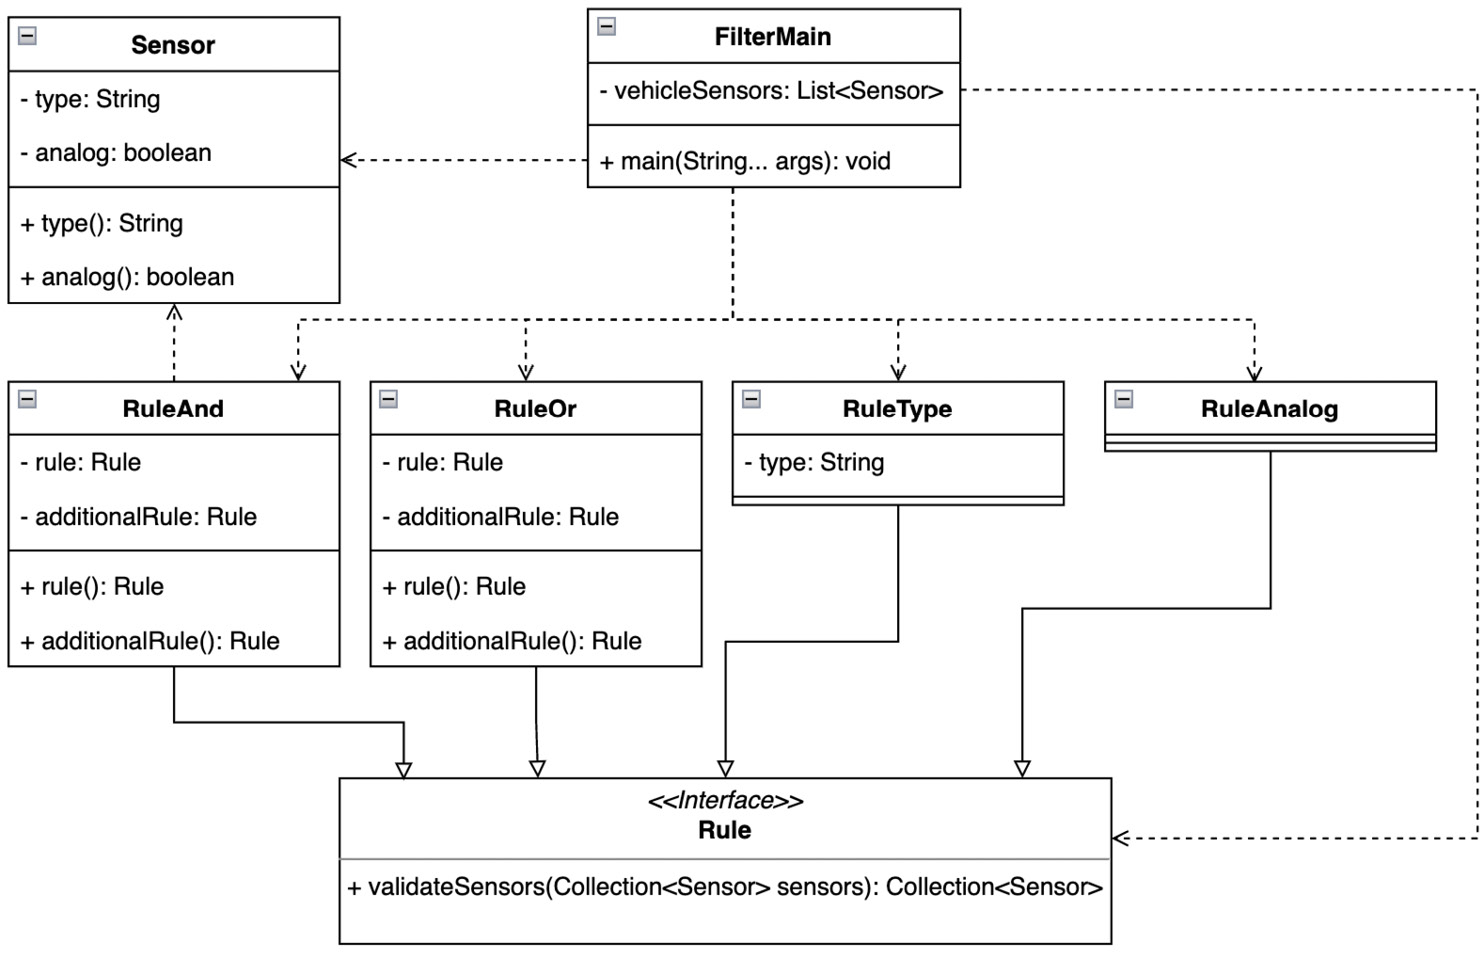 Sensor
- type: String
- analog: boolean
+ type(): String
+ analog(): boolean
FilterMain
- vehicleSensors: List<Sensor>
+ main(String... args): void
RuleAnd
- rule: Rule
- additionalRule: Rule
+ rule(): Rule
+ additionalRule(): Rule
RuleOr
- rule: Rule
- additionalRule: Rule
+ rule(): Rule
+ additionalRule(): Rule
RuleType
- type: String
RuleAnalog
<<Interface>>
Rule
+ validateSensors(Collection<Sensor> sensors): Collection<Sensor>